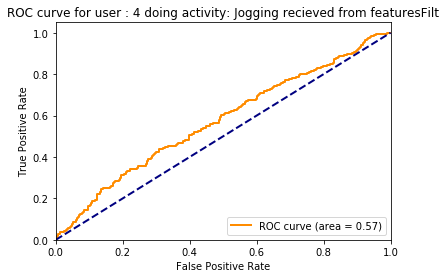 ROC curve for user : 4 doing activity: Jogging recieved from featuresFilt
1.0
0.8
0.6
0.4
0.2
0.0
True Positive Rate
ROC curve (area = 0.57)
0.0 0.2 0.4 0.6 0.8 1.0
False Positive Rate